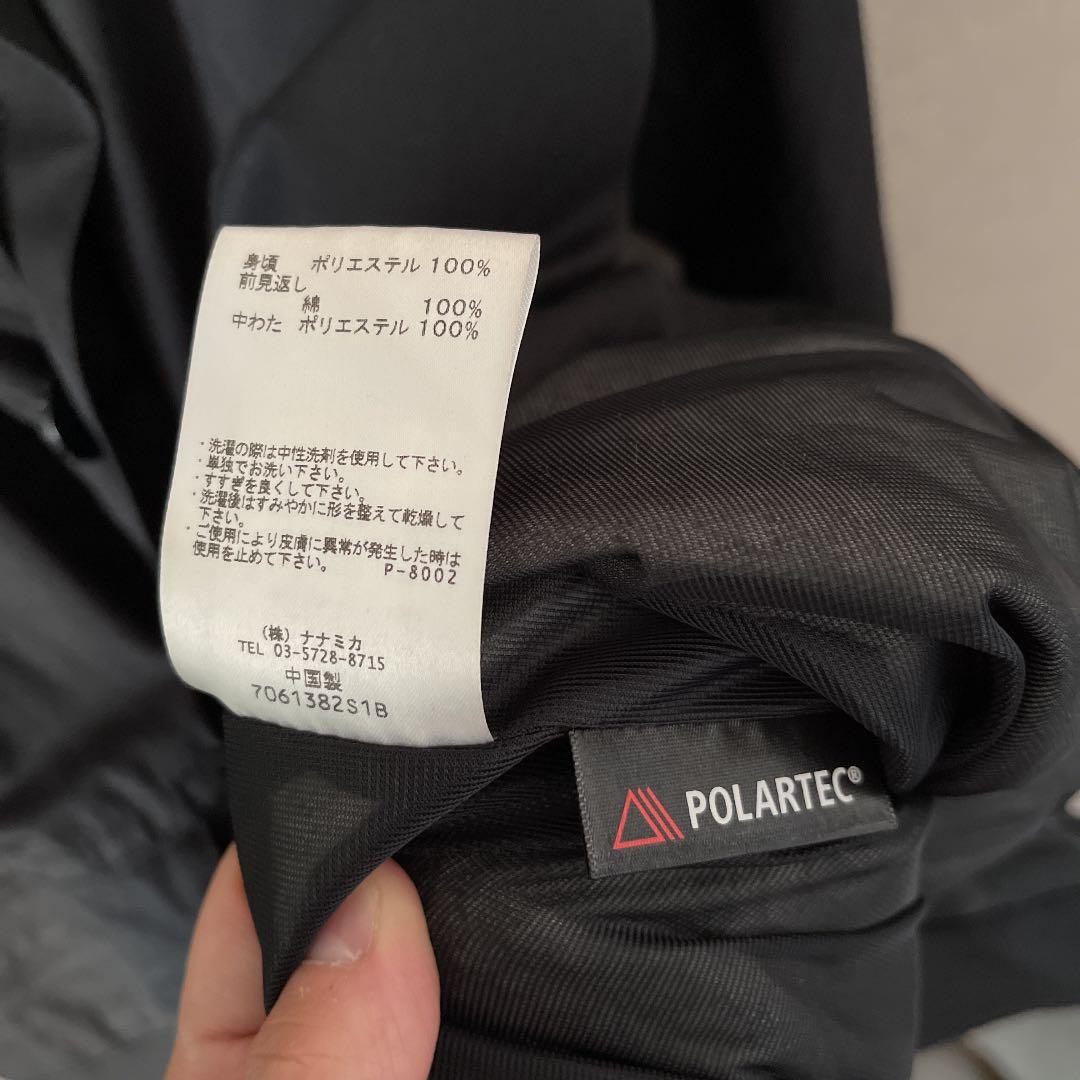 身頃 ポリエステル 100%
前見返し
綿 100%
中わた ポリエステル 100%
・洗濯の際は中性洗剤を使用して下さい。
・単独でお洗い下さい。
・すすぎを良くして下さい。
・洗濯後はすみやかに形を整えて乾燥して
下さい。
・ご使用により皮膚に異常が発生した時は
使用を止めて下さい。 P-8002
(株) ナナミカ
TEL 03-5728-8715
中国製
7061382S1B
POLARTEC®